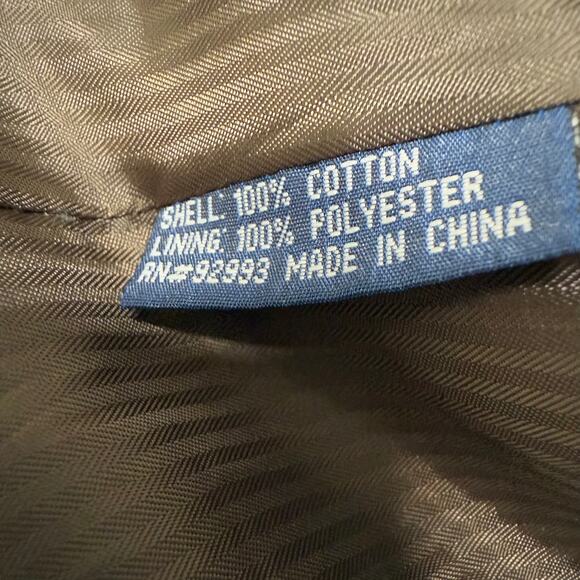 SHELL: 100% COTTON
LINING: 100% POLYESTER
RN#92993 MADE IN CHINA